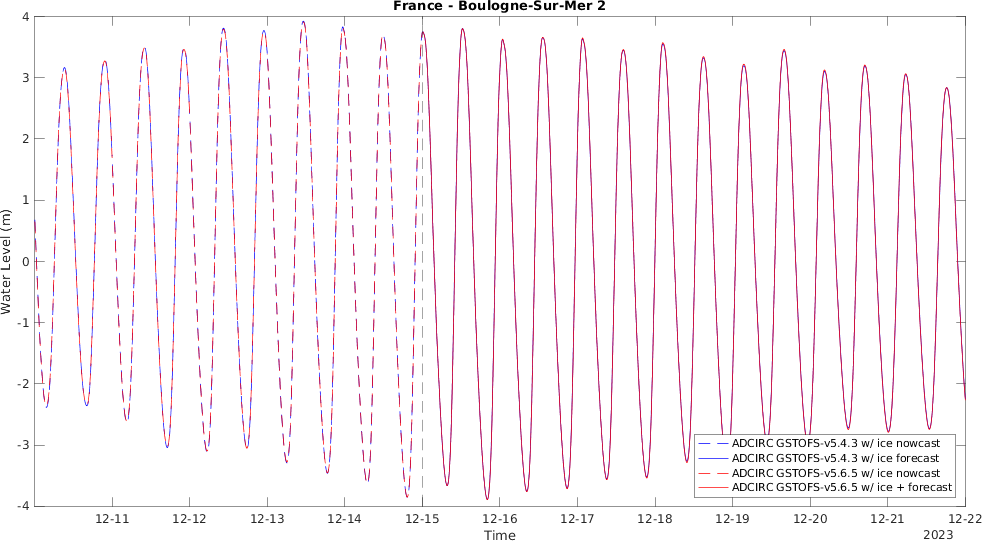 France - Boulogne-Sur-Mer 2
4
3
2
1
0
-1
-2
-3
-4
Water Level (m)
ADCIRC GSTOFS-v5.4.3 w/ ice nowcast
ADCIRC GSTOFS-v5.4.3 w/ ice forecast
ADCIRC GSTOFS-v5.6.5 w/ ice nowcast
ADCIRC GSTOFS-v5.6.5 w/ ice + forecast
12-11 12-12 12-13 12-14 12-15 12-16 12-17 12-18 12-19 12-20 12-21 12-22
Time 2023